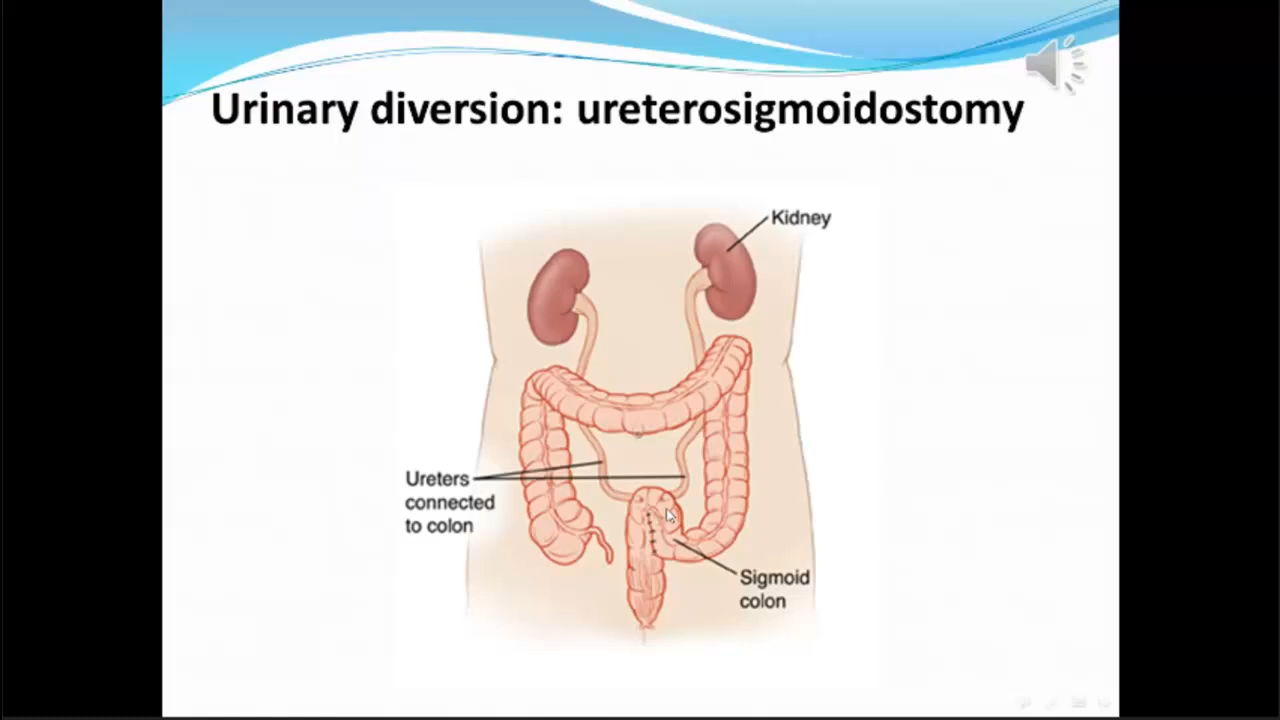 Urinary diversion: ureterosigmoidostomy
Kidney
Ureters
connected
to colon
Sigmoid
colon